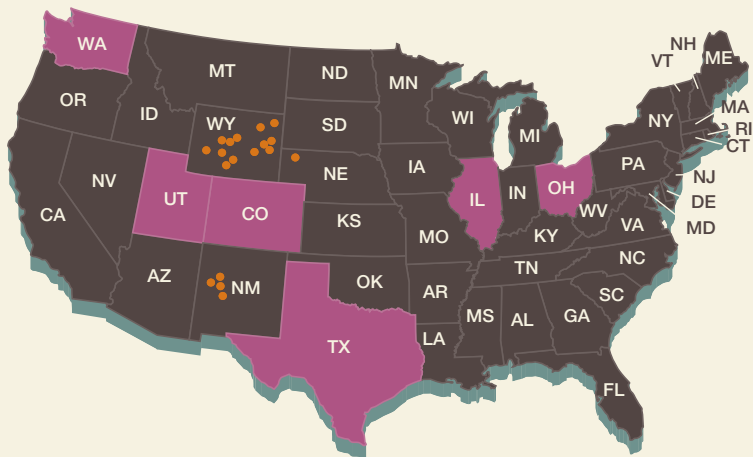 WA
MT
ND
MN
OR
ID
WY
SD
WI
MI
NY
VT
NH
ME
MA
RI
CT
NV
UT
CO
NE
IA
IL
IN
OH
PA
NJ
DE
MD
WV
VA
CA
KS
MO
KY
AZ
NM
OK
AR
TN
NC
SC
TX
LA
MS
AL
GA
FL